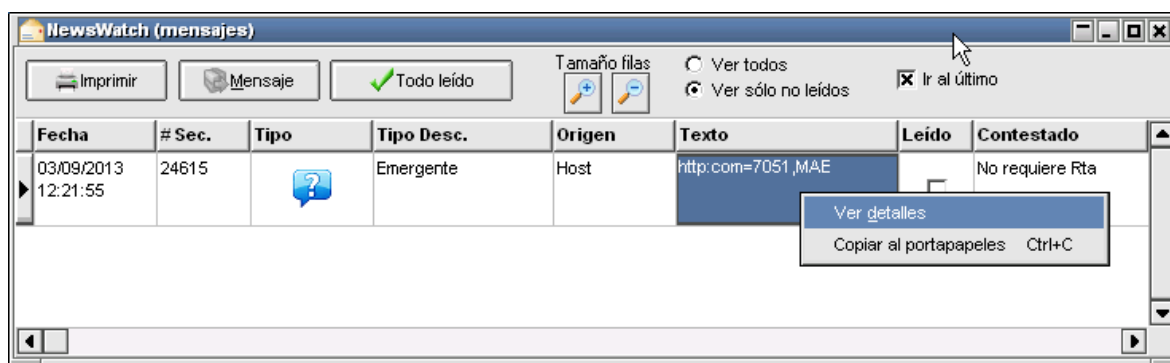 NewsWatch (mensajes)
Imprimir
Mensaje
Todo leído
Tamaño filas
Ver todos
Ver sólo no leídos
Ir al último
Fecha # Sec. Tipo Tipo Desc. Origen Texto Leído Contestado
03/09/2013 24615 Emergente Host http:com=7051,MAE No requiere Rta
12:21:55
Ver detalles
Copiar al portapapeles Ctrl+C